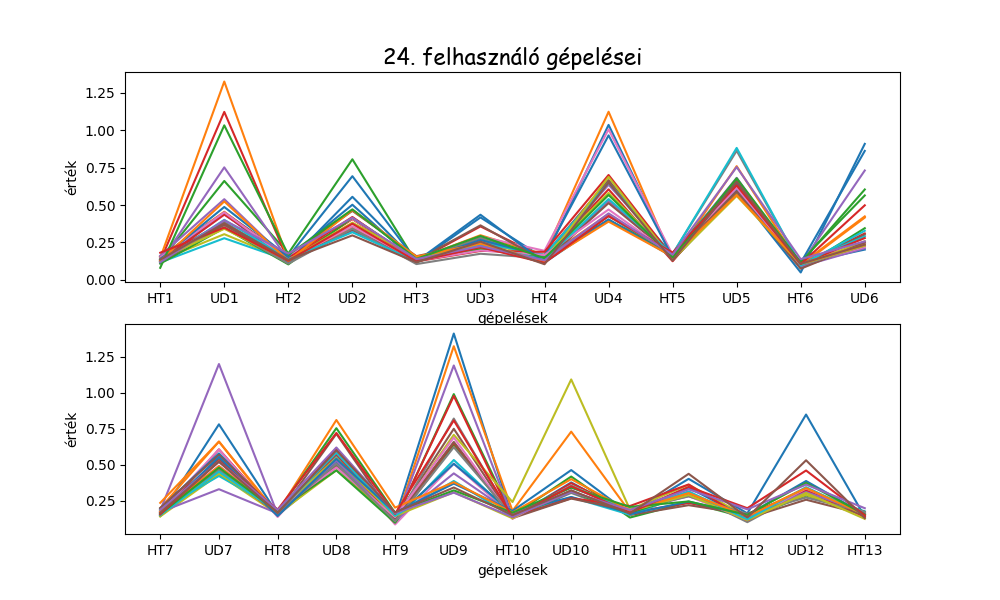 24. felhasználó gépelései
érték
1.25
1.00
0.75
0.50
0.25
0.00
HT1 UD1 HT2 UD2 HT3 UD3 HT4 UD4 HT5 UD5 HT6 UD6
gépelések
érték
1.25
1.00
0.75
0.50
0.25
HT7 UD7 HT8 UD8 HT9 UD9 HT10 UD10 HT11 UD11 HT12 UD12 HT13
gépelések